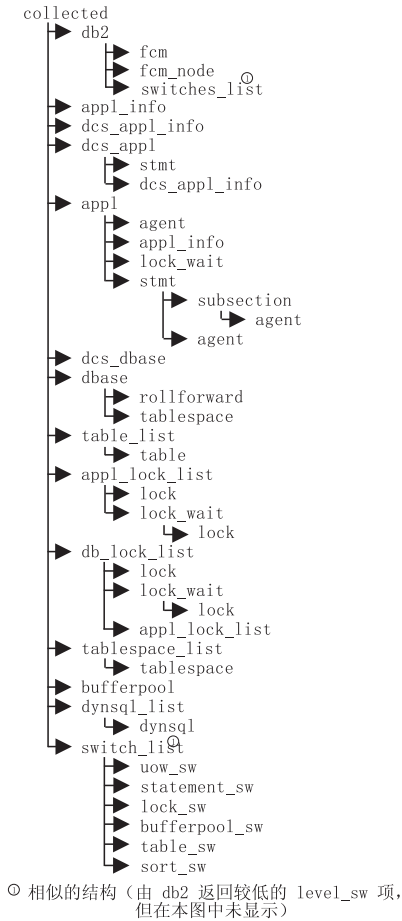 collected
db2
fcm
fcm_node
switches_list①
appl_info
dcs_appl_info
dcs_appl
stmt
dcs_appl_info
appl
agent
appl_info
lock_wait
stmt
subsection
agent
agent
dcs_dbase
dbase
rollforward
tablespace
table_list
table
appl_lock_list
lock
lock_wait
lock
db_lock_list
lock
lock_wait
lock
appl_lock_list
tablespace_list
tablespace
bufferpool
dynsql_list
dynsql
switch_list①
uow_sw
statement_sw
lock_sw
bufferpool_sw
table_sw
sort_sw
① 相似的结构（由 db2 返回较低的 level_sw 项，
但在本图中未显示）